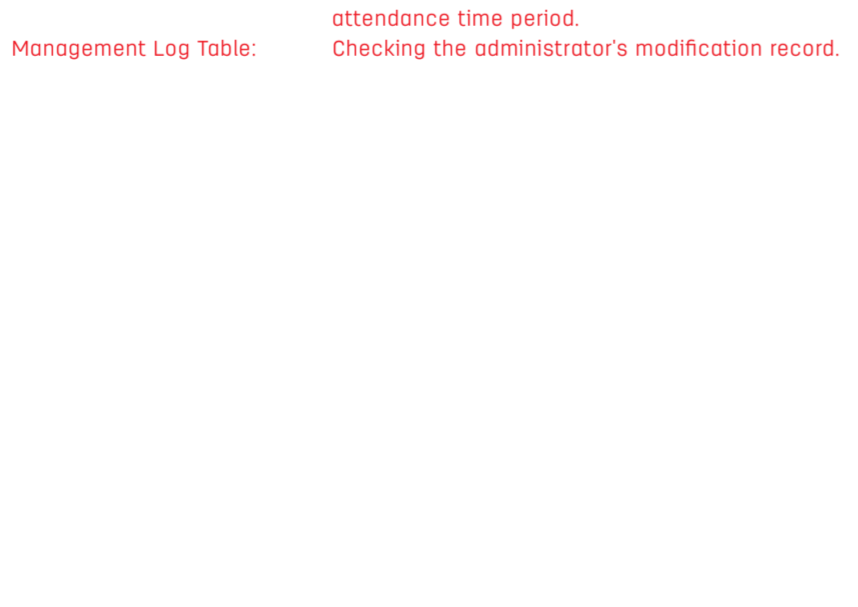 attendance time period.
Management Log Table: Checking the administrator's modification record.